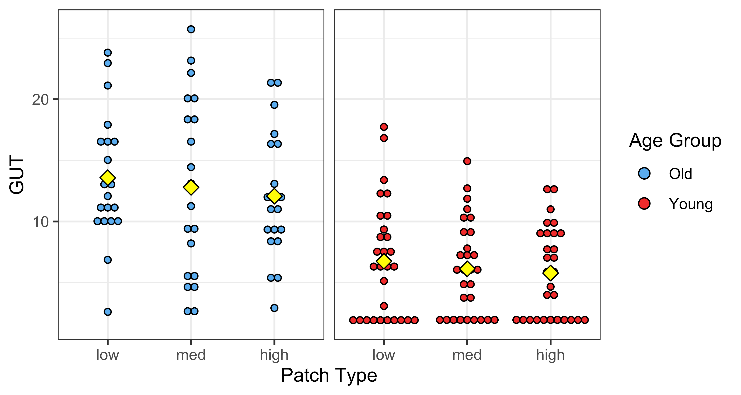 GUT
20
10
low med high
low med high
Patch Type
Age Group
Old
Young